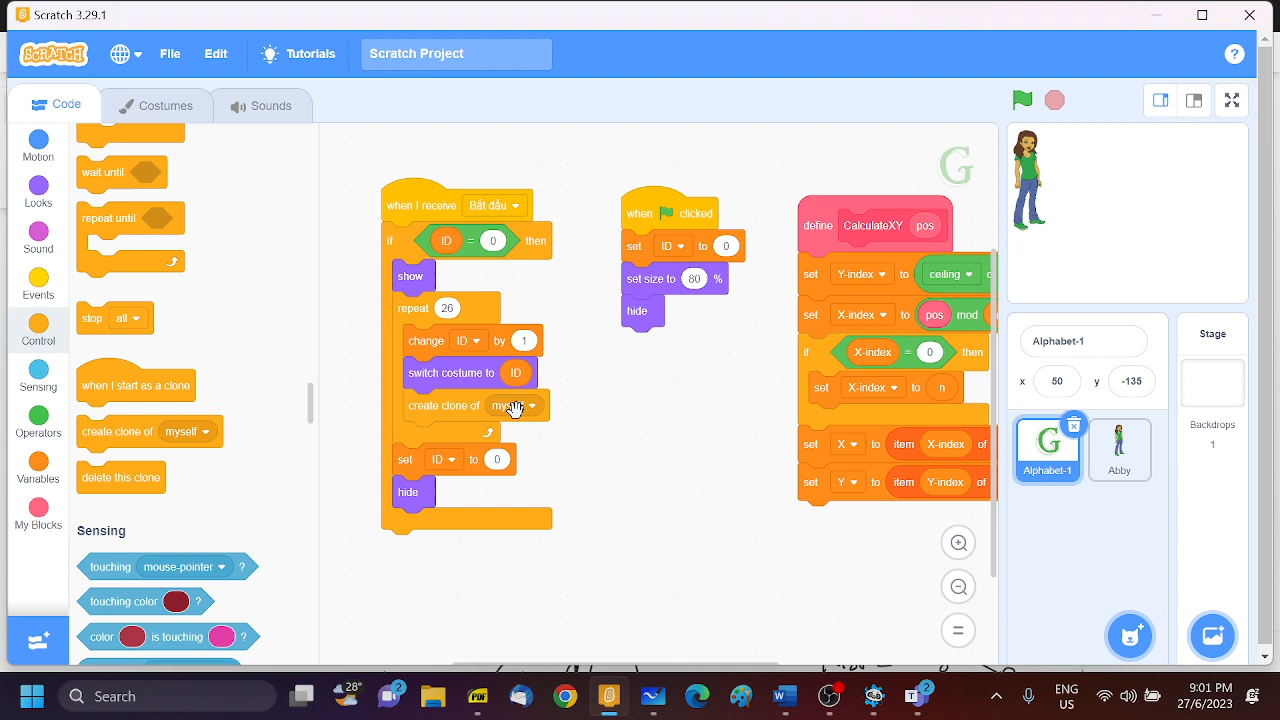 Scratch 3.29.1
SCRATCH
File
Edit
Tutorials
Scratch Project
?
Code
Costumes
Sounds
Motion
Looks
Sound
Events
Control
Sensing
Operators
Variables
My Blocks
wait until
repeat until
stop all
when I start as a clone
create clone of myself
delete this clone
Sensing
touching mouse-pointer ?
touching color ?
color is touching ?
when I receive Bắt đầu
if ID = 0 then
show
repeat 26
change ID by 1
switch costume to ID
create clone of
set ID to 0
hide
when clicked
set ID to 0
set size to 80 %
hide
G
define CalculateXY pos
set Y-index to ceiling
set X-index to pos mod
if X-index = 0 then
set X-index to n
set X to item X-index of
set Y to item Y-index of
=
Alphabet-1
x 50 y -135
G
Alphabet-1
Abby
Stage
Backdrops
1
Search
28°
2
PDF
2
ENG
US
9:01 PM
27/6/2023